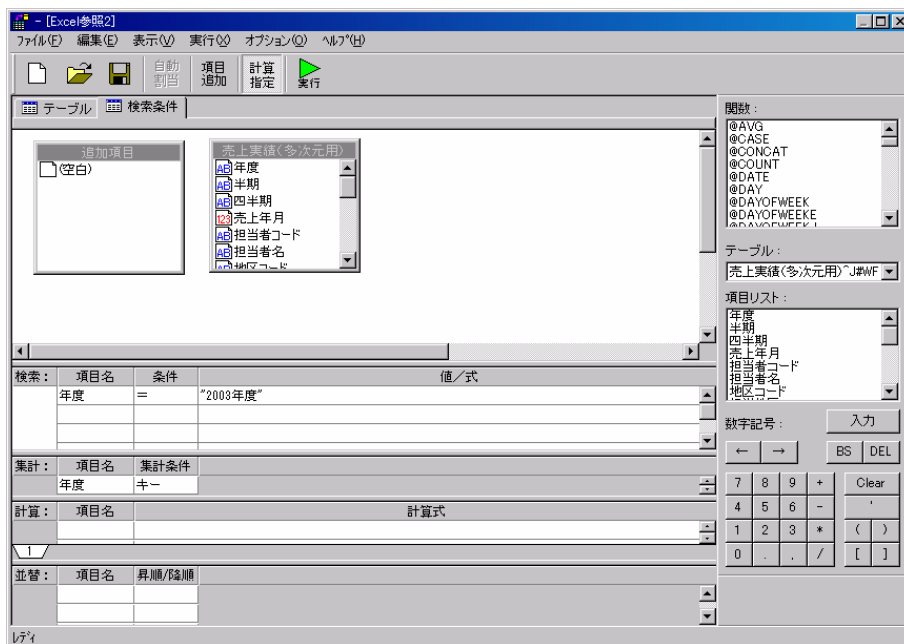 - [Excel参照2]
ファイル(F) 編集(E) 表示(V) 実行(X) オプション(O) ヘルプ(H)
自動割当 項目追加 計算指定 実行
テーブル 検索条件
追加項目
(空白)
売上実績(多次元用)
年度
半期
四半期
売上年月
担当者コード
担当者名
地区コード
検索: 項目名 条件 値/式
年度 = "2003年度"
集計: 項目名 集計条件
年度 キー
計算: 項目名 計算式
1
並替: 項目名 昇順/降順
レディ
関数:
@AVG
@CASE
@CONCAT
@COUNT
@DATE
@DAY
@DAYOFWEEK
@DAYOFWEEKE
@DAYOFWEEKJ
テーブル:
売上実績(多次元用)^J#WF
項目リスト:
年度
半期
四半期
売上年月
担当者コード
担当者名
地区コード
数字記号: 入力
← → BS DEL
7 8 9 + Clear
4 5 6 - '
1 2 3 * ( )
0 . , / [ ]